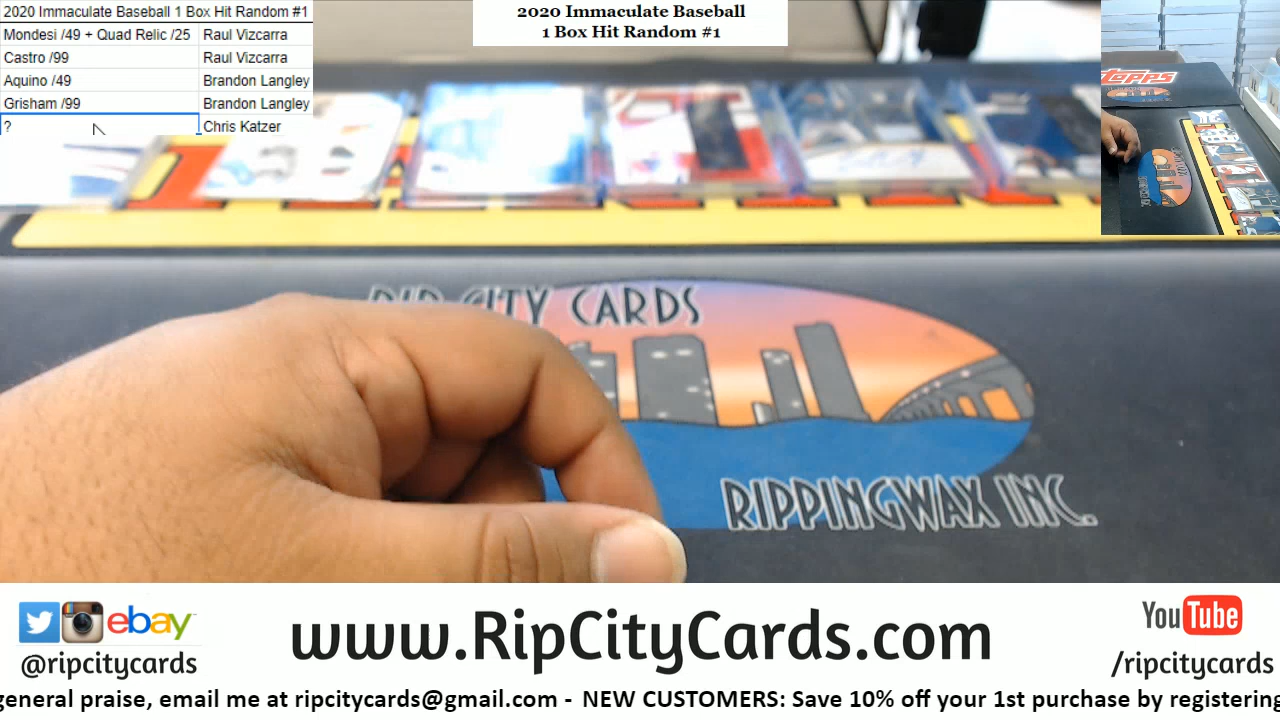 2020 Immaculate Baseball 1 Box Hit Random #1
Mondesi /49 + Quad Relic /25 Raul Vizcarra
Castro /99 Raul Vizcarra
Aquino /49 Brandon Langley
Grisham /99 Brandon Langley
? Chris Katzer
2020 Immaculate Baseball
1 Box Hit Random #1
topps
RIP CITY CARDS
RIPPINGWAX INC.
ebay
@ripcitycards
www.RipCityCards.com
YouTube
/ripcitycards
general praise, email me at ripcitycards@gmail.com - NEW CUSTOMERS: Save 10% off your 1st purchase by registering